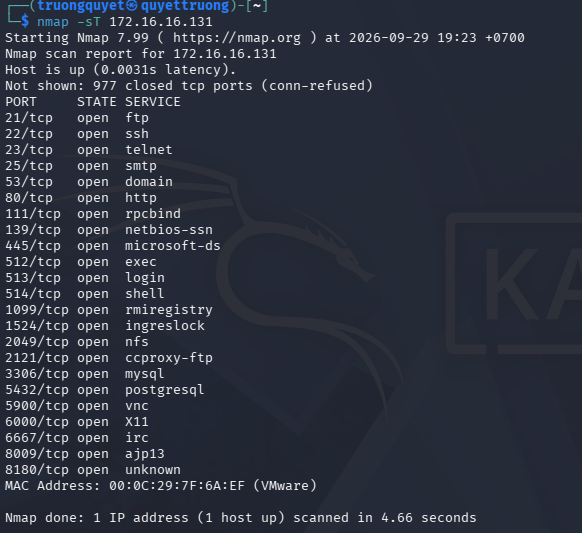 ┌──(truongquyet㉿quyettruong)-[~]
└─$ nmap -sT 172.16.16.131
Starting Nmap 7.99 ( https://nmap.org ) at 2026-09-29 19:23 +0700
Nmap scan report for 172.16.16.131
Host is up (0.0031s latency).
Not shown: 977 closed tcp ports (conn-refused)
PORT     STATE SERVICE
21/tcp   open  ftp
22/tcp   open  ssh
23/tcp   open  telnet
25/tcp   open  smtp
53/tcp   open  domain
80/tcp   open  http
111/tcp  open  rpcbind
139/tcp  open  netbios-ssn
445/tcp  open  microsoft-ds
512/tcp  open  exec
513/tcp  open  login
514/tcp  open  shell
1099/tcp open  rmiregistry
1524/tcp open  ingreslock
2049/tcp open  nfs
2121/tcp open  ccproxy-ftp
3306/tcp open  mysql
5432/tcp open  postgresql
5900/tcp open  vnc
6000/tcp open  X11
6667/tcp open  irc
8009/tcp open  ajp13
8180/tcp open  unknown
MAC Address: 00:0C:29:7F:6A:EF (VMware)
Nmap done: 1 IP address (1 host up) scanned in 4.66 seconds
KA